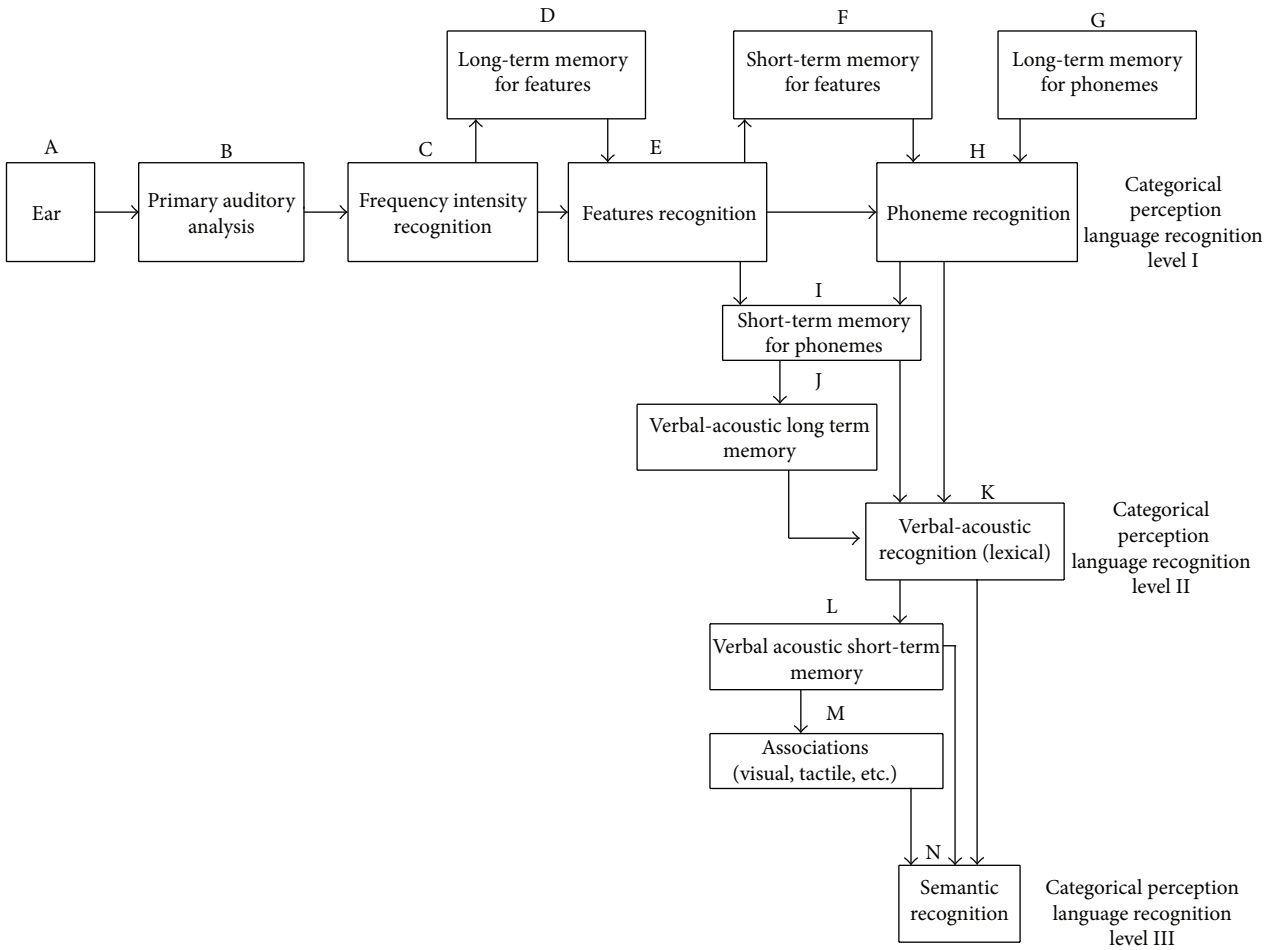 D
F
G
Long-term memory
for features
Short-term memory
for features
Long-term memory
for phonemes
A
B
C
E
H
Ear
Primary auditory
analysis
Frequency intensity
recognition
Features recognition
Phoneme recognition
Categorical
perception
language recognition
level I
I
Short-term memory
for phonemes
J
Verbal-acoustic long term
memory
K
Verbal-acoustic
recognition (lexical)
Categorical
perception
language recognition
level II
L
Verbal acoustic short-term
memory
M
Associations
(visual, tactile, etc.)
N
Semantic
recognition
Categorical perception
language recognition
level III